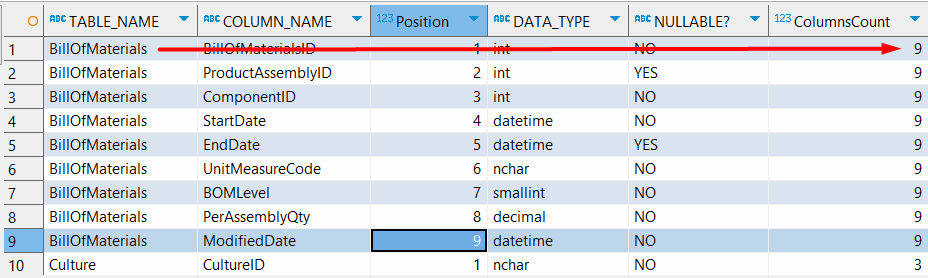 ABC TABLE_NAME ABC COLUMN_NAME 123 Position ABC DATA_TYPE ABC NULLABLE? 123 ColumnsCount
1 BillOfMaterials BillOfMaterialsID 1 int NO 9
2 BillOfMaterials ProductAssemblyID 2 int YES 9
3 BillOfMaterials ComponentID 3 int NO 9
4 BillOfMaterials StartDate 4 datetime NO 9
5 BillOfMaterials EndDate 5 datetime YES 9
6 BillOfMaterials UnitMeasureCode 6 nchar NO 9
7 BillOfMaterials BOMLevel 7 smallint NO 9
8 BillOfMaterials PerAssemblyQty 8 decimal NO 9
9 BillOfMaterials ModifiedDate 9 datetime NO 9
10 Culture CultureID 1 nchar NO 3